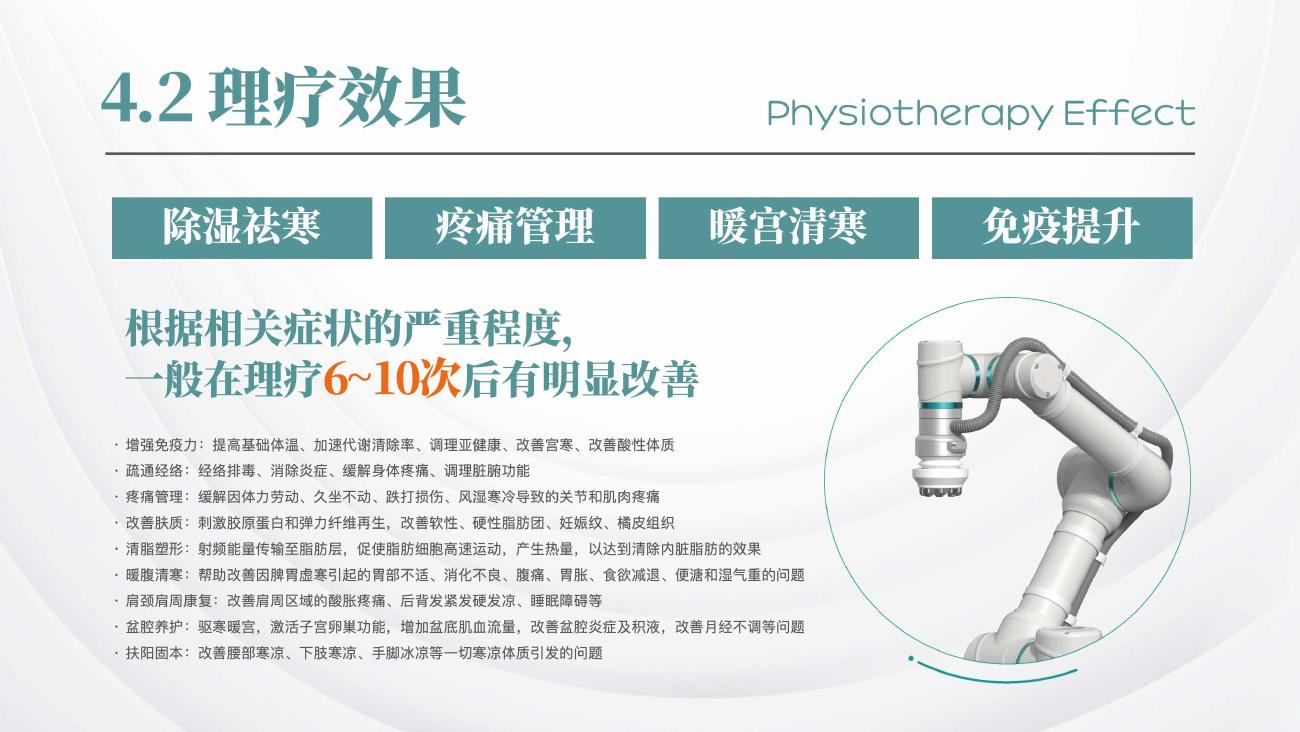 4.2 理疗效果
Physiotherapy Effect
除湿祛寒
疼痛管理
暖宫清寒
免疫提升
根据相关症状的严重程度，
一般在理疗6~10次后有明显改善
· 增强免疫力：提高基础体温、加速代谢清除率、调理亚健康、改善宫寒、改善酸性体质
· 疏通经络：经络排毒、消除炎症、缓解身体疼痛、调理脏腑功能
· 疼痛管理：缓解因体力劳动、久坐不动、跌打损伤、风湿寒冷导致的关节和肌肉疼痛
· 改善肤质：刺激胶原蛋白和弹力纤维再生，改善软性、硬性脂肪团、妊娠纹、橘皮组织
· 清脂塑形：射频能量传输至脂肪层，促使脂肪细胞高速运动，产生热量，以达到清除内脏脂肪的效果
· 暖腹清寒：帮助改善因脾胃虚寒引起的胃部不适、消化不良、腹痛、胃胀、食欲减退、便溏和湿气重的问题
· 肩颈肩周康复：改善肩周区域的酸胀疼痛、后背发紧发硬发凉、睡眠障碍等
· 盆腔养护：驱寒暖宫，激活子宫卵巢功能，增加盆底肌血流量，改善盆腔炎症及积液，改善月经不调等问题
· 扶阳固本：改善腰部寒凉、下肢寒凉、手脚冰凉等一切寒凉体质引发的问题